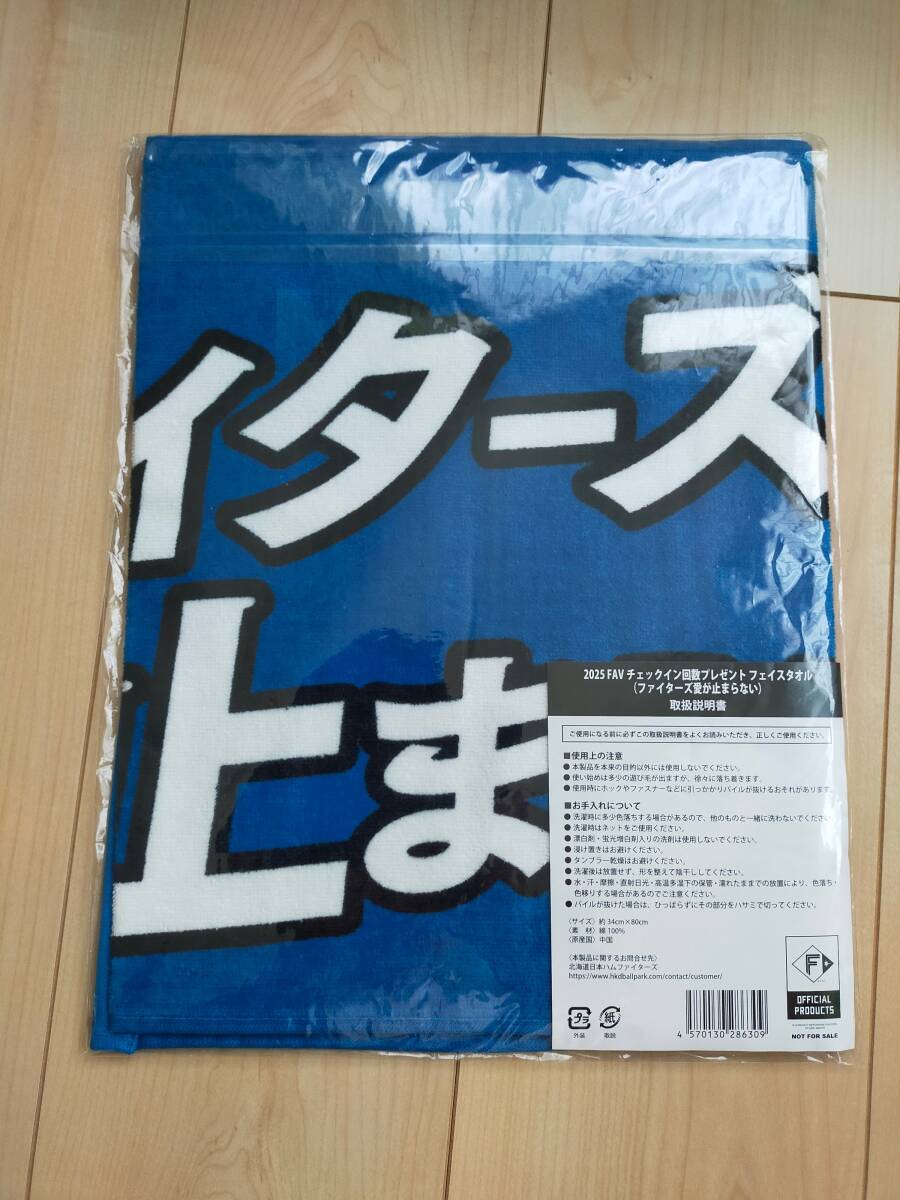 ィタース
止ま
2025 FAV チェックイン回数プレゼント フェイスタオル
（ファイターズ愛が止まらない）
取扱説明書
ご使用になる前に必ずこの取扱説明書をよくお読みいただき、正しくご使用ください。
■使用上の注意
●本製品を本来の目的以外には使用しないでください。
●使い始めは多少の遊び毛が出ますが、徐々に落ち着きます。
●使用時にホックやファスナーなどに引っかかりパイルが抜けるおそれがあります。
■お手入れについて
●洗濯時に多少色落ちする場合があるので、他のものと一緒に洗わないでください。
●洗濯時はネットをご使用ください。
●漂白剤・蛍光増白剤入りの洗剤は使用しないでください。
●浸け置きはお避けください。
●タンブラー乾燥はお避けください。
●洗濯後は放置せず、形を整えて陰干ししてください。
●水・汗・摩擦・直射日光・高温多湿下の保管・濡れたままでの放置により、色落ち・
色移りする場合があるのでご注意ください。
●パイルが抜けた場合は、ひっぱらずにその部分をハサミで切ってください。
〈サイズ〉約 34cm×80cm
〈素　材〉綿 100%
〈原産国〉中国
〈本製品に関するお問合せ先〉
北海道日本ハムファイターズ
https://www.hkdballpark.com/contact/customer/
プラ
外装
紙
取説
4 570130 286309
F
OFFICIAL
PRODUCTS
NOT FOR SALE